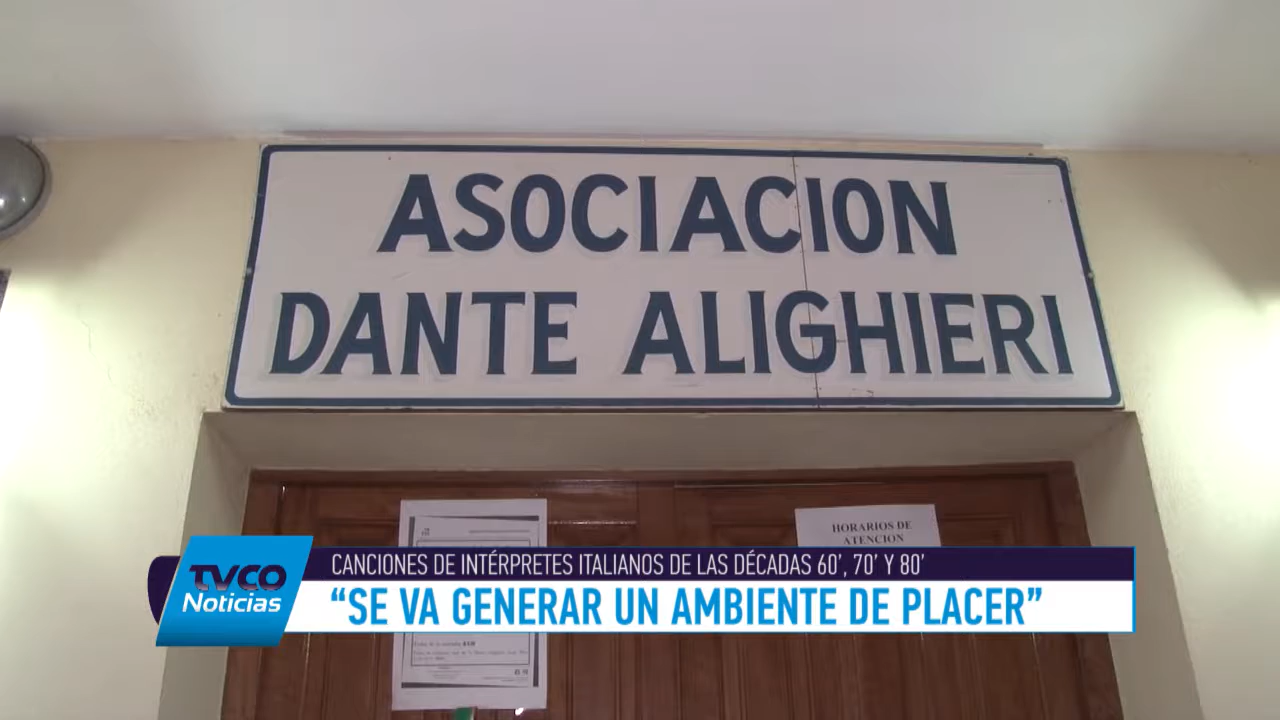 ASOCIACION
DANTE ALIGHIERI
HORARIOS DE
ATENCION
CANCIONES DE INTÉRPRETES ITALIANOS DE LAS DÉCADAS 60’, 70’ Y 80’
TVCO
Noticias
“SE VA GENERAR UN AMBIENTE DE PLACER”